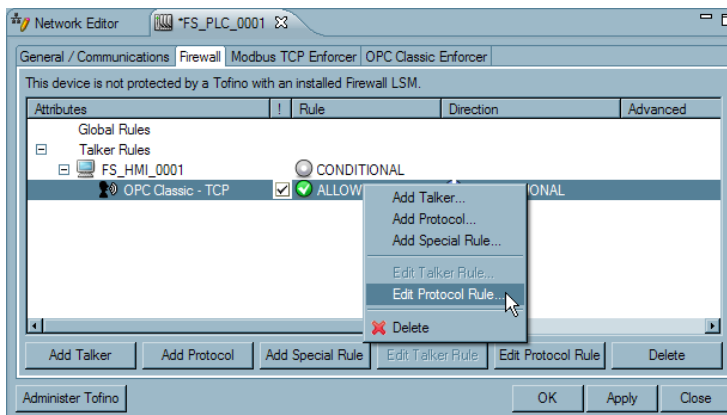 Network Editor *FS_PLC_0001
General / Communications Firewall Modbus TCP Enforcer OPC Classic Enforcer
This device is not protected by a Tofino with an installed Firewall LSM.
Attributes ! Rule Direction Advanced
Global Rules
Talker Rules
FS_HMI_0001 CONDITIONAL
OPC Classic - TCP ALLOW IONAL
Add Talker...
Add Protocol...
Add Special Rule...
Edit Talker Rule...
Edit Protocol Rule...
Delete
Add Talker Add Protocol Add Special Rule Edit Talker Rule Edit Protocol Rule Delete
Administer Tofino OK Apply Close